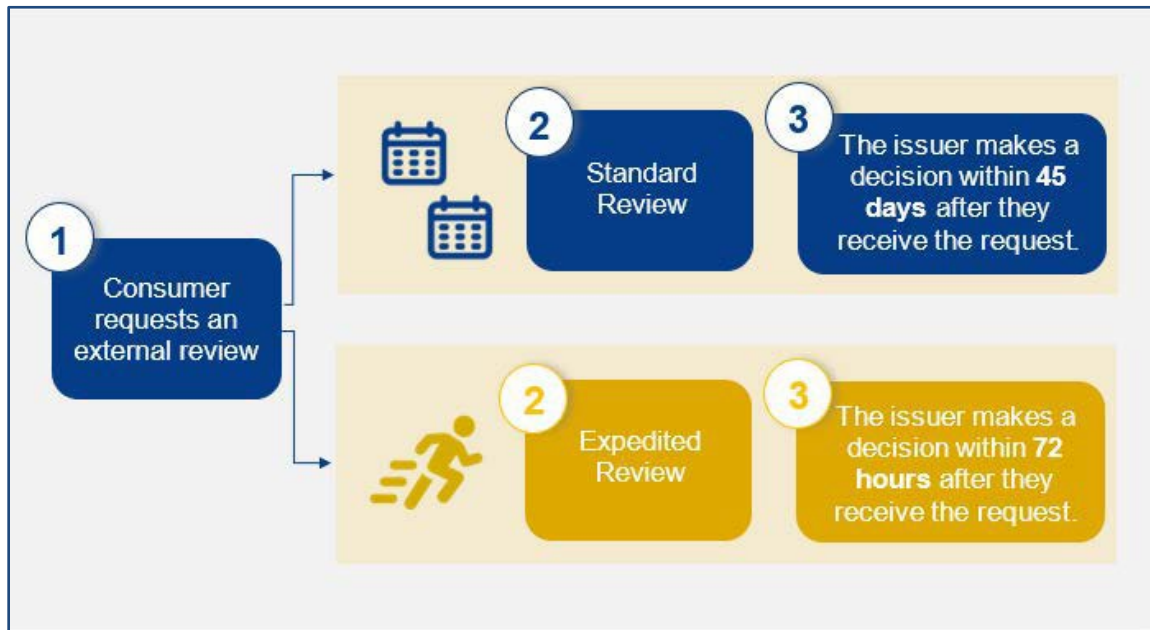 1
Consumer
requests an
external review
2
Standard
Review
3
The issuer makes a
decision within 45
days after they
receive the request.
2
Expedited
Review
3
The issuer makes a
decision within 72
hours after they
receive the request.